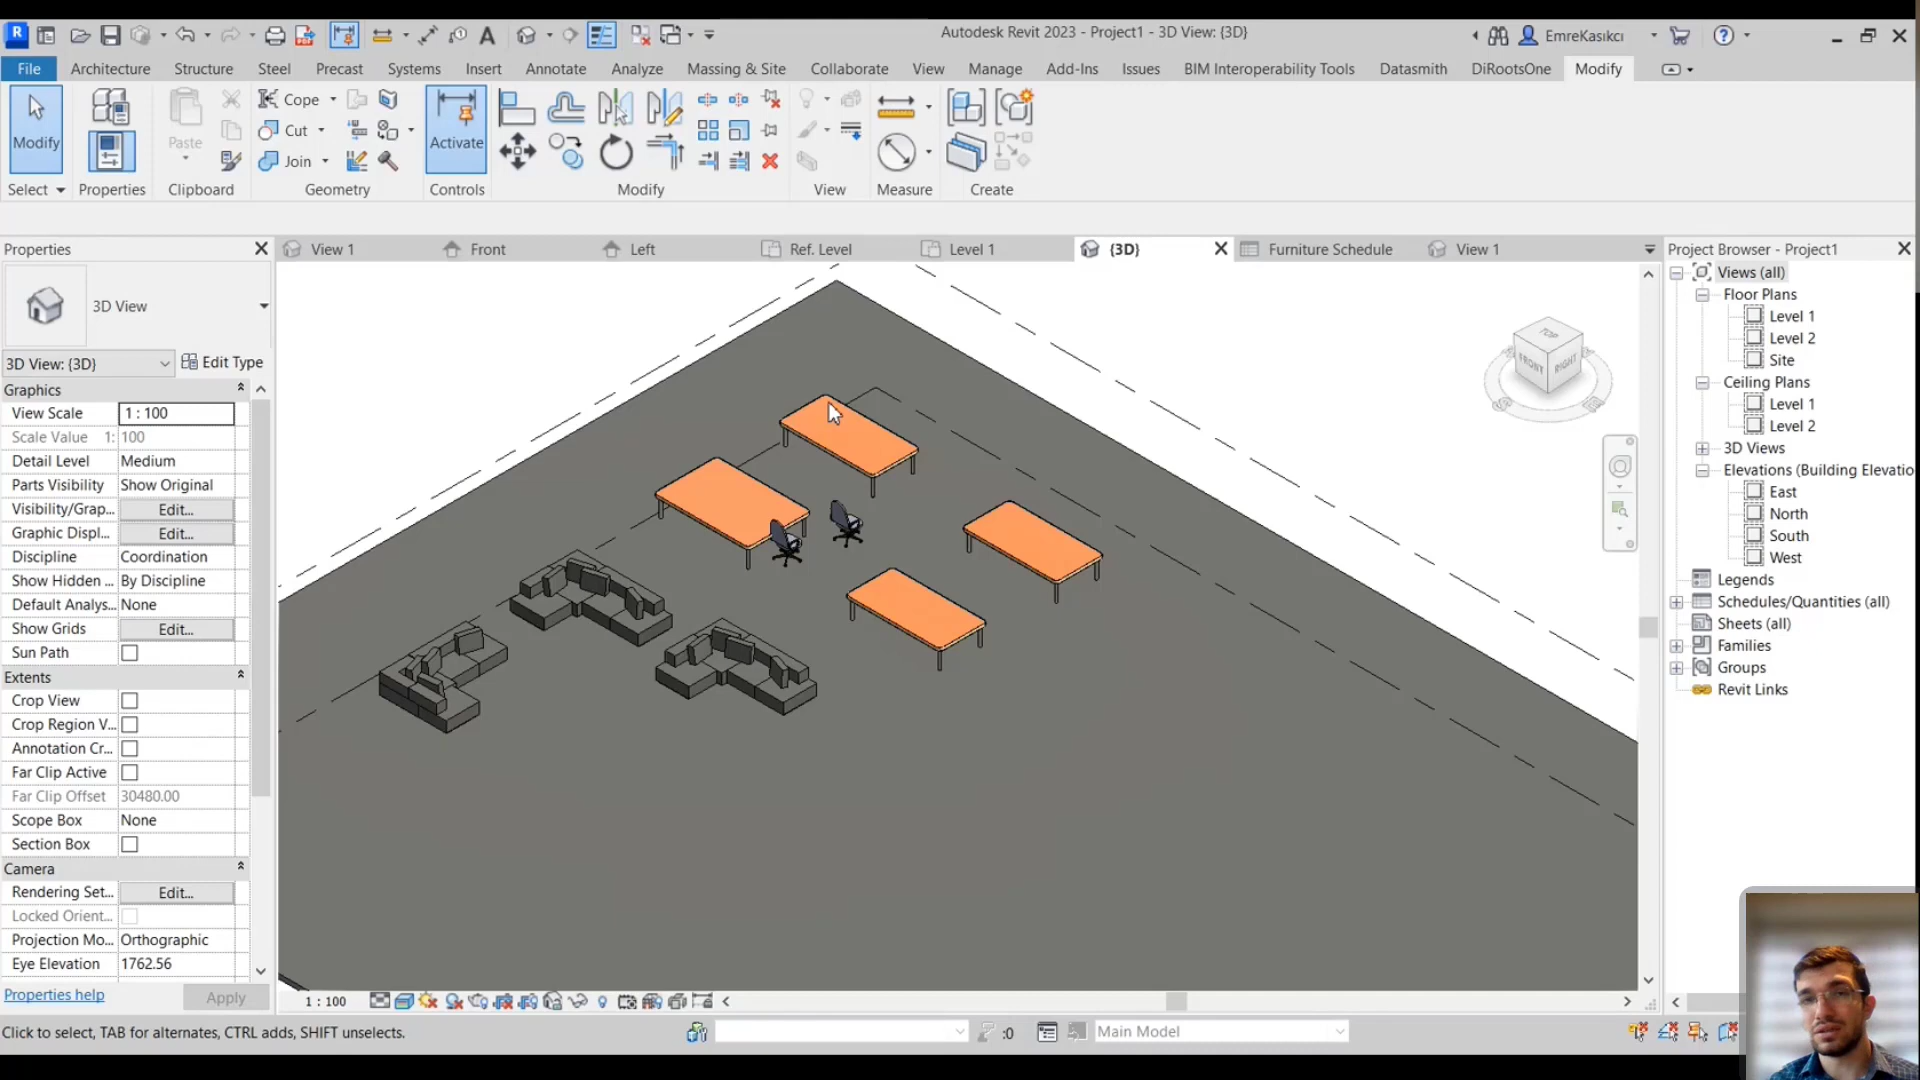 Autodesk Revit 2023 - Project1 - 3D View: {3D}
EmreKasıkcı
File
Architecture
Structure
Steel
Precast
Systems
Insert
Annotate
Analyze
Massing & Site
Collaborate
View
Manage
Add-Ins
Issues
BIM Interoperability Tools
Datasmith
DiRootsOne
Modify
Modify
Paste
Cope
Cut
Join
Activate
Select
Properties
Clipboard
Geometry
Controls
Modify
View
Measure
Create
Properties
View 1
Front
Left
Ref. Level
Level 1
{3D}
Furniture Schedule
View 1
Project Browser - Project1
3D View
3D View: {3D}
Edit Type
Graphics
View Scale 1 : 100
Scale Value 1: 100
Detail Level Medium
Parts Visibility Show Original
Visibility/Grap... Edit...
Graphic Displ... Edit...
Discipline Coordination
Show Hidden ... By Discipline
Default Analys... None
Show Grids Edit...
Sun Path
Extents
Crop View
Crop Region V...
Annotation Cr...
Far Clip Active
Far Clip Offset 30480.00
Scope Box None
Section Box
Camera
Rendering Set... Edit...
Locked Orient...
Projection Mo... Orthographic
Eye Elevation 1762.56
Properties help
Apply
TOP
FRONT
RIGHT
Views (all)
Floor Plans
Level 1
Level 2
Site
Ceiling Plans
Level 1
Level 2
3D Views
Elevations (Building Elevatio
East
North
South
West
Legends
Schedules/Quantities (all)
Sheets (all)
Families
Groups
Revit Links
1 : 100
Click to select, TAB for alternates, CTRL adds, SHIFT unselects.
:0
Main Model